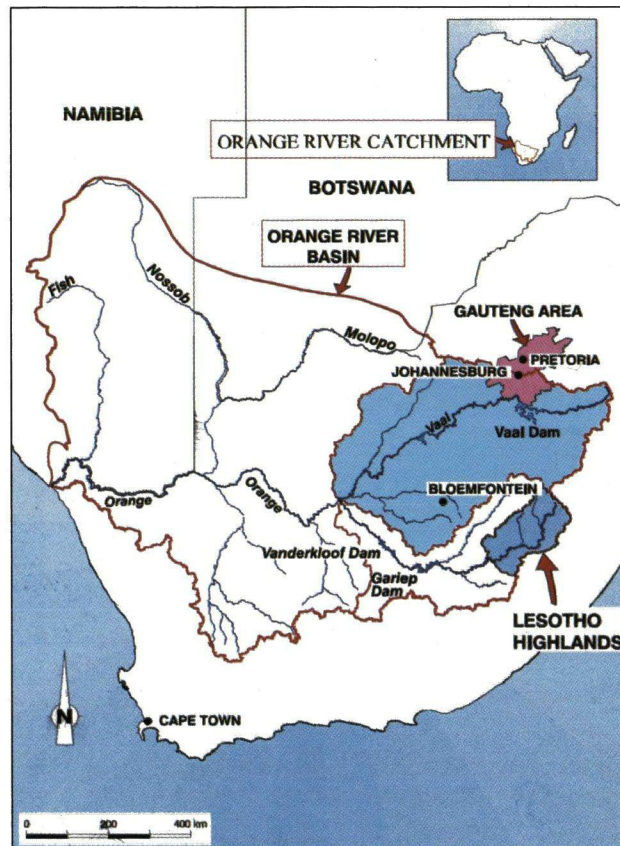 NAMIBIA
ORANGE RIVER CATCHMENT
BOTSWANA
ORANGE RIVER
BASIN
Fish
Nossob
Molopo
GAUTENG AREA
PRETORIA
JOHANNESBURG
Vaal
Vaal Dam
BLOEMFONTEIN
Orange
Orange
Vanderkloof Dam
Gariep
Dam
LESOTHO
HIGHLANDS
N
CAPE TOWN
0 200 400 km